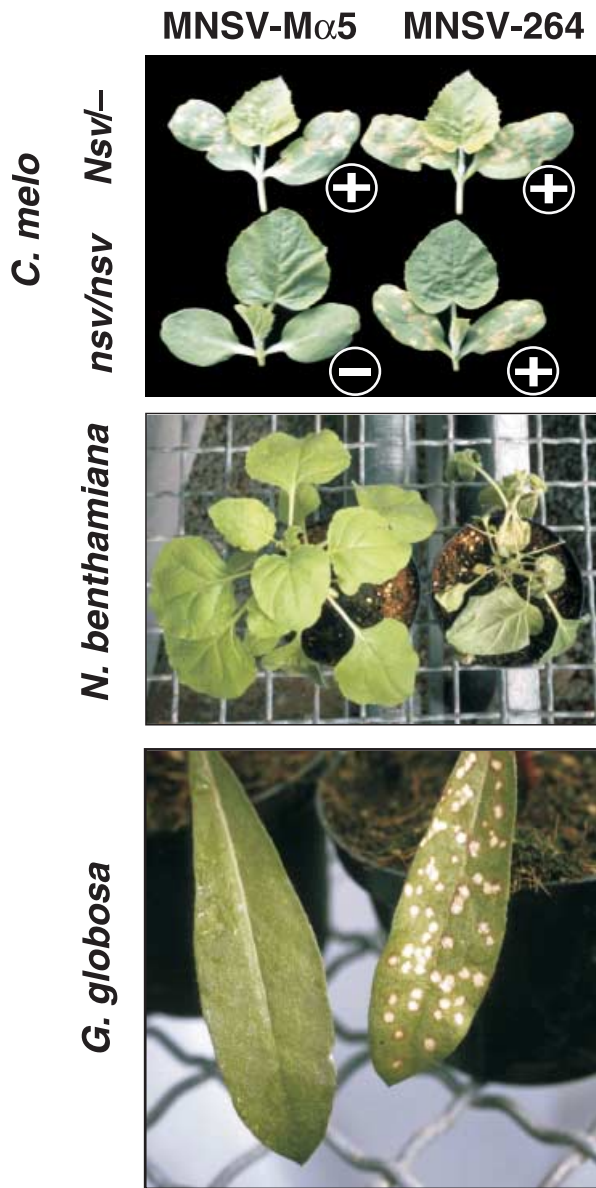 MNSV-Mα5 MNSV-264
C. melo
Nsv/–
+ +
nsv/nsv
– +
N. benthamiana
G. globosa